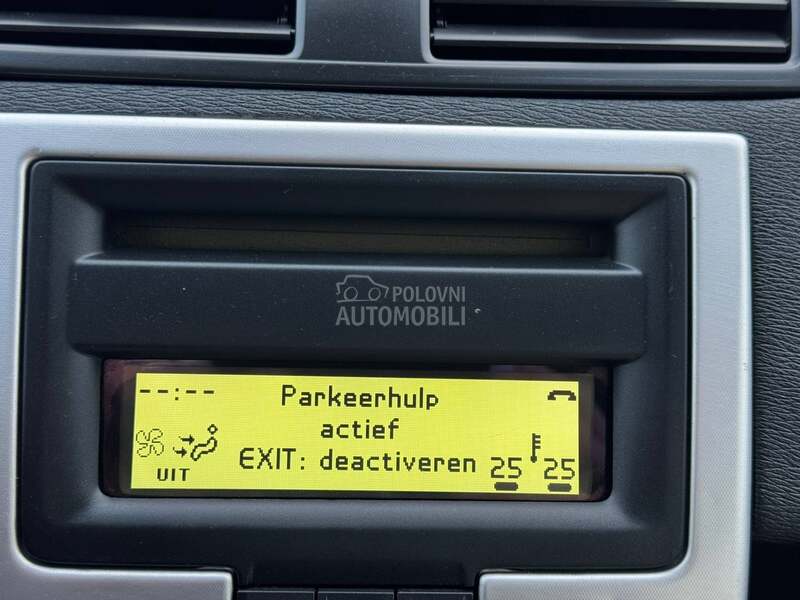 POLOVNI
AUTOMOBILI
--:-- Parkeerhulp
actief
EXIT: deactiveren 25 25
UIT